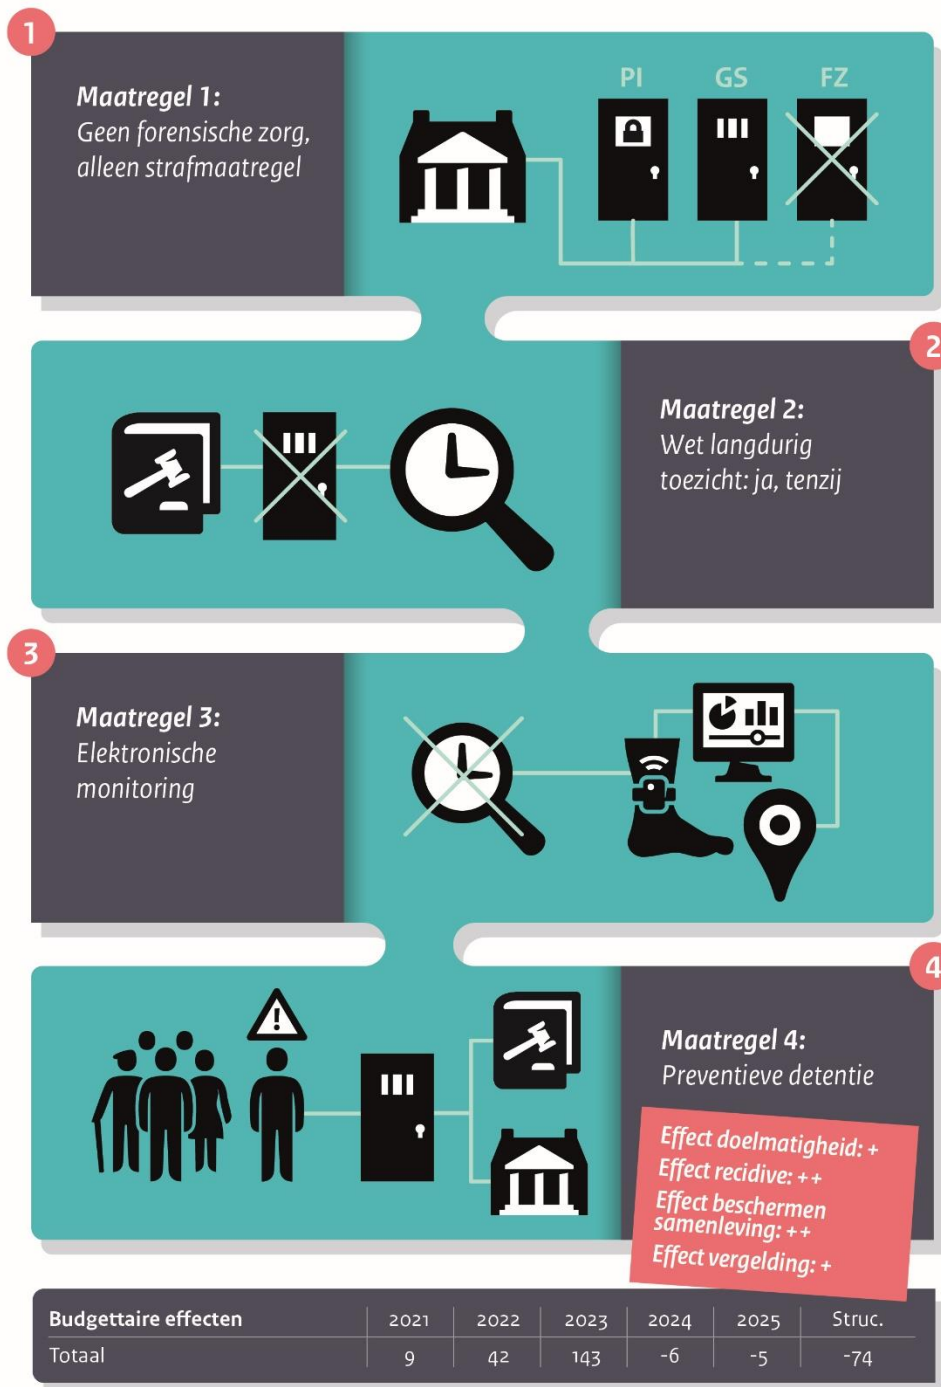 1
Maatregel 1:
Geen forensische zorg,
alleen strafmaatregel
PI GS FZ
2
Maatregel 2:
Wet langdurig
toezicht: ja, tenzij
3
Maatregel 3:
Elektronische
monitoring
4
Maatregel 4:
Preventieve detentie
Effect doelmatigheid: +
Effect recidive: ++
Effect beschermen
samenleving: ++
Effect vergelding: +
Budgettaire effecten 2021 2022 2023 2024 2025 Struc.
Totaal 9 42 143 -6 -5 -74